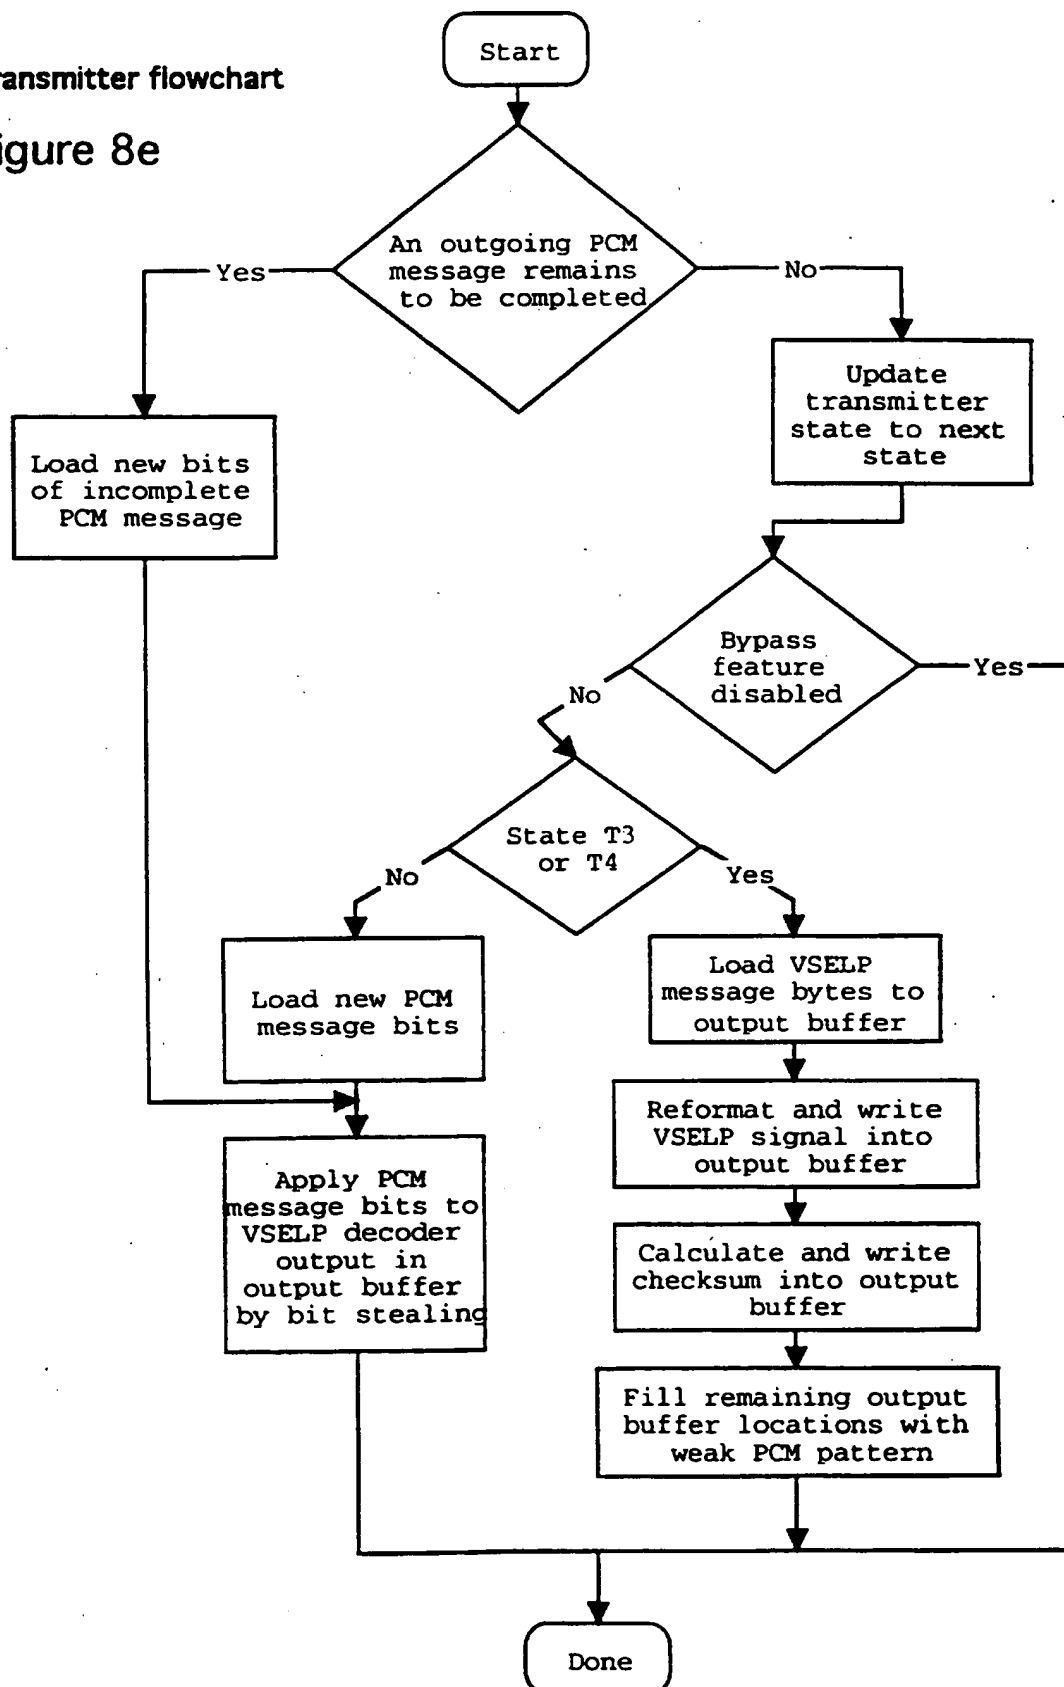 Start
ransmitter flowchart
igure 8e
An outgoing PCM
message remains
to be completed
Yes
No
Update
transmitter
state to next
state
Load new bits
of incomplete
PCM message
Bypass
feature
disabled
Yes
No
State T3
or T4
No
Yes
Load new PCM
message bits
Load VSELP
message bytes to
output buffer
Reformat and write
VSELP signal into
output buffer
Apply PCM
message bits to
VSELP decoder
output in
output buffer
by bit stealing
Calculate and write
checksum into output
buffer
Fill remaining output
buffer locations with
weak PCM pattern
Done